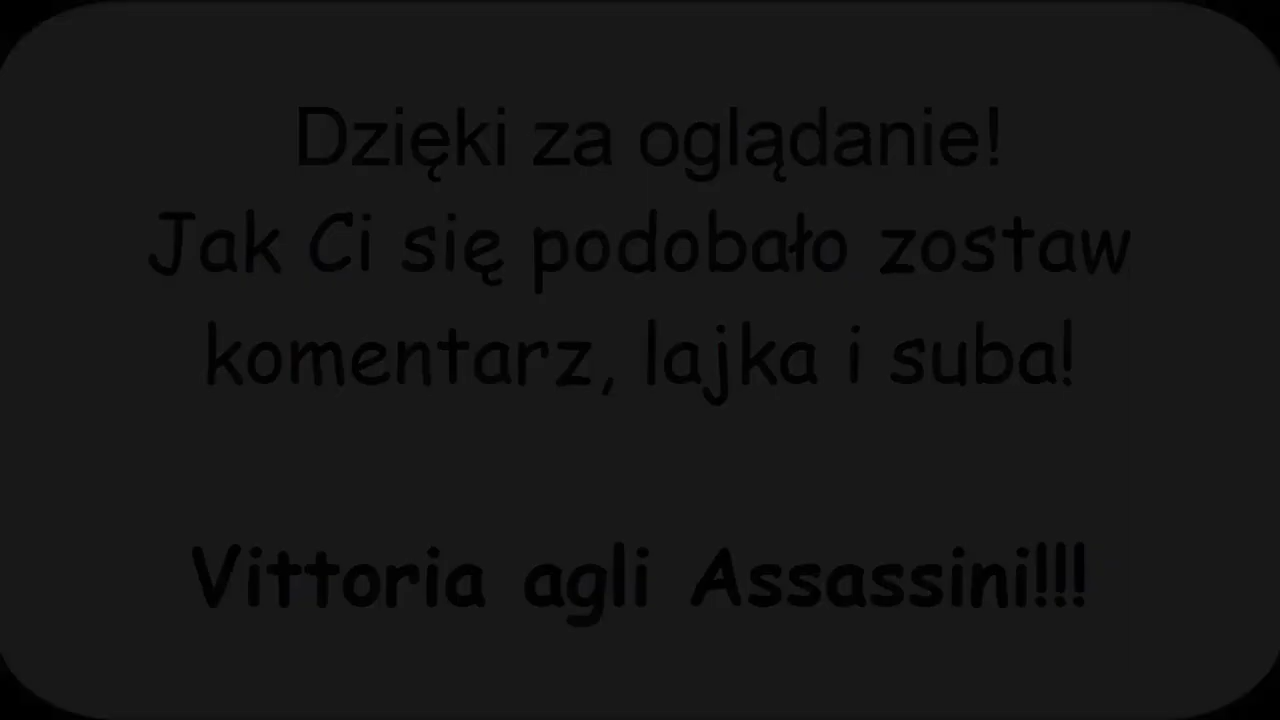 Dzięki za oglądanie!
Jak Ci się podobało zostaw
komentarz, lajka i suba!
Vittoria agli Assassini!!!